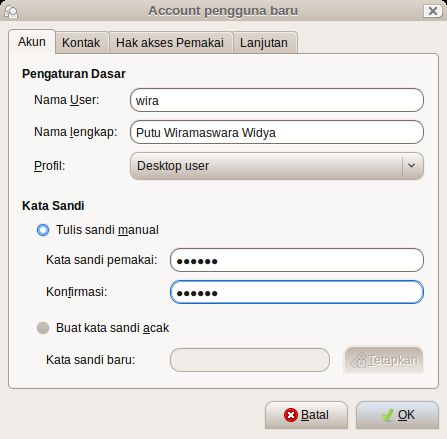 Account pengguna baru
Akun Kontak Hak akses Pemakai Lanjutan
Pengaturan Dasar
Nama User: wira
Nama lengkap: Putu Wiramaswara Widya
Profil: Desktop user
Kata Sandi
Tulis sandi manual
Kata sandi pemakai: ●●●●●●
Konfirmasi: ●●●●●●
Buat kata sandi acak
Kata sandi baru: Tetapkan
Batal OK